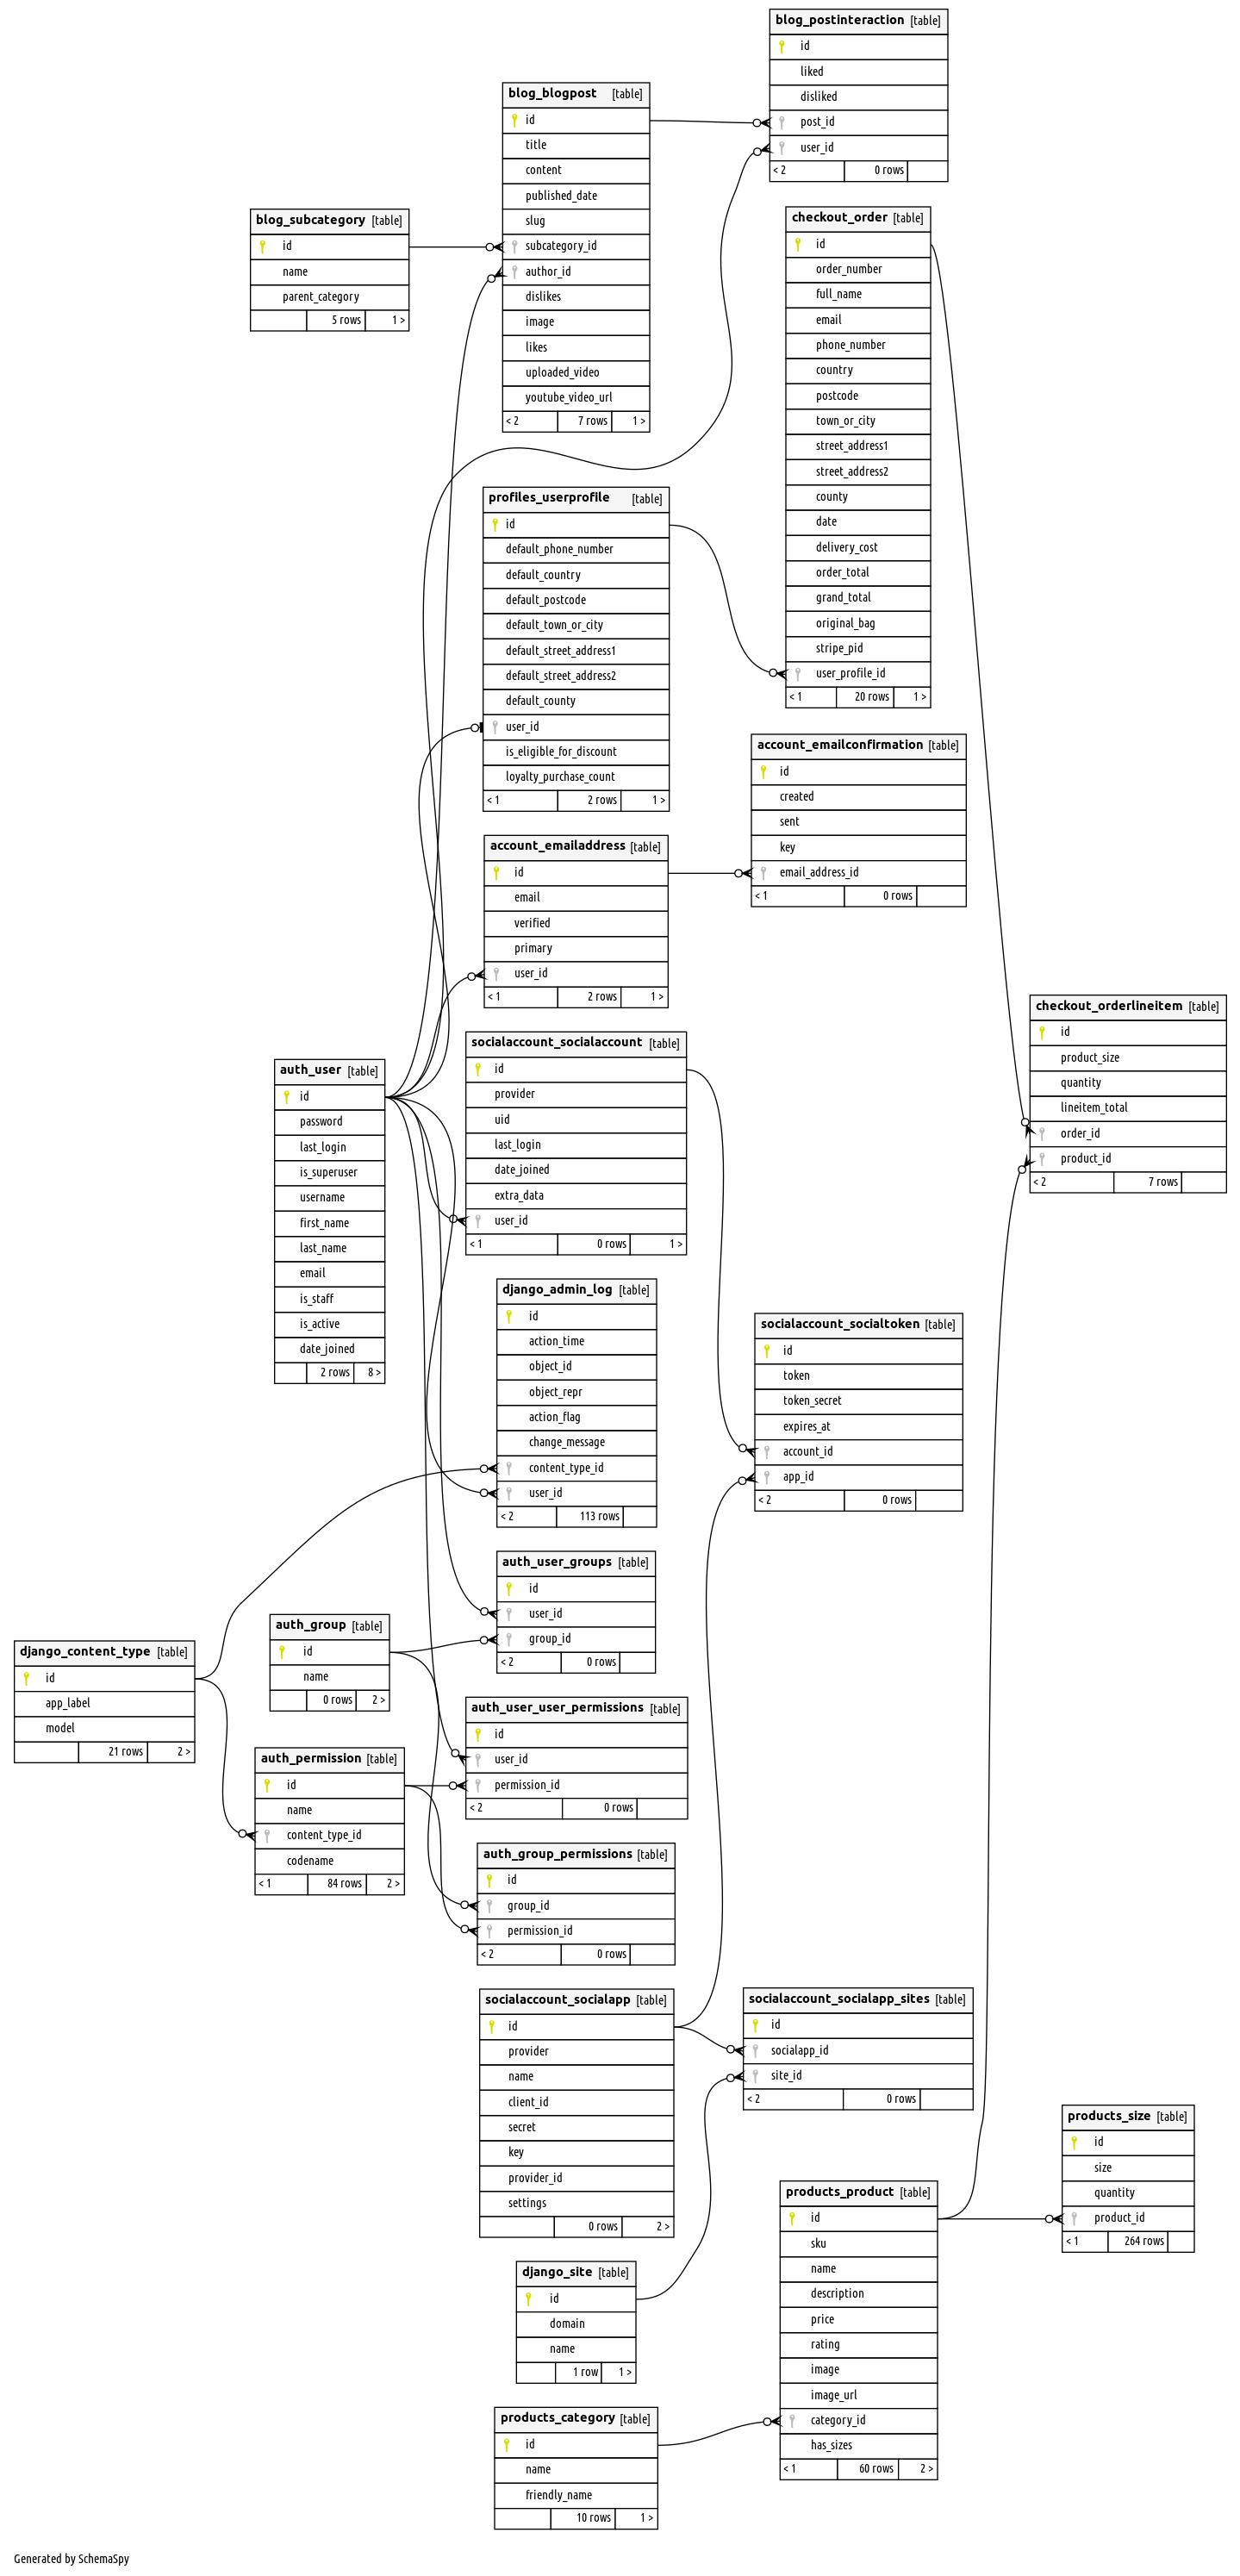 blog_postinteraction [table]
id
liked
disliked
post_id
user_id
< 2 0 rows
blog_blogpost [table]
id
title
content
published_date
slug
subcategory_id
author_id
dislikes
image
likes
uploaded_video
youtube_video_url
< 2 7 rows 1 >
blog_subcategory [table]
id
name
parent_category
5 rows 1 >
checkout_order [table]
id
order_number
full_name
email
phone_number
country
postcode
town_or_city
street_address1
street_address2
county
date
delivery_cost
order_total
grand_total
original_bag
stripe_pid
user_profile_id
< 1 20 rows 1 >
profiles_userprofile [table]
id
default_phone_number
default_country
default_postcode
default_town_or_city
default_street_address1
default_street_address2
default_county
user_id
is_eligible_for_discount
loyalty_purchase_count
< 1 2 rows 1 >
account_emailconfirmation [table]
id
created
sent
key
email_address_id
< 1 0 rows
account_emailaddress [table]
id
email
verified
primary
user_id
< 1 2 rows 1 >
checkout_orderlineitem [table]
id
product_size
quantity
lineitem_total
order_id
product_id
< 2 7 rows
socialaccount_socialaccount [table]
id
provider
uid
last_login
date_joined
extra_data
user_id
< 1 0 rows 1 >
auth_user [table]
id
password
last_login
is_superuser
username
first_name
last_name
email
is_staff
is_active
date_joined
2 rows 8 >
django_admin_log [table]
id
action_time
object_id
object_repr
action_flag
change_message
content_type_id
user_id
< 2 113 rows
socialaccount_socialtoken [table]
id
token
token_secret
expires_at
account_id
app_id
< 2 0 rows
auth_user_groups [table]
id
user_id
group_id
< 2 0 rows
auth_group [table]
id
name
0 rows 2 >
django_content_type [table]
id
app_label
model
21 rows 2 >
auth_user_user_permissions [table]
id
user_id
permission_id
< 2 0 rows
auth_permission [table]
id
name
content_type_id
codename
< 1 84 rows 2 >
auth_group_permissions [table]
id
group_id
permission_id
< 2 0 rows
socialaccount_socialapp [table]
id
provider
name
client_id
secret
key
provider_id
settings
0 rows 2 >
socialaccount_socialapp_sites [table]
id
socialapp_id
site_id
< 2 0 rows
products_size [table]
id
size
quantity
product_id
< 1 264 rows
products_product [table]
id
sku
name
description
price
rating
image
image_url
category_id
has_sizes
< 1 60 rows 2 >
django_site [table]
id
domain
name
1 row 1 >
products_category [table]
id
name
friendly_name
10 rows 1 >
Generated by SchemaSpy